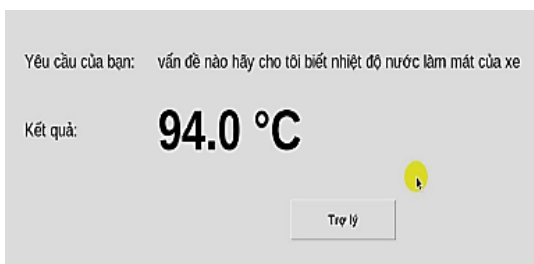 Yêu cầu của bạn: vấn đề nào hãy cho tôi biết nhiệt độ nước làm mát của xe
Kết quả: 94.0 °C
Trợ lý